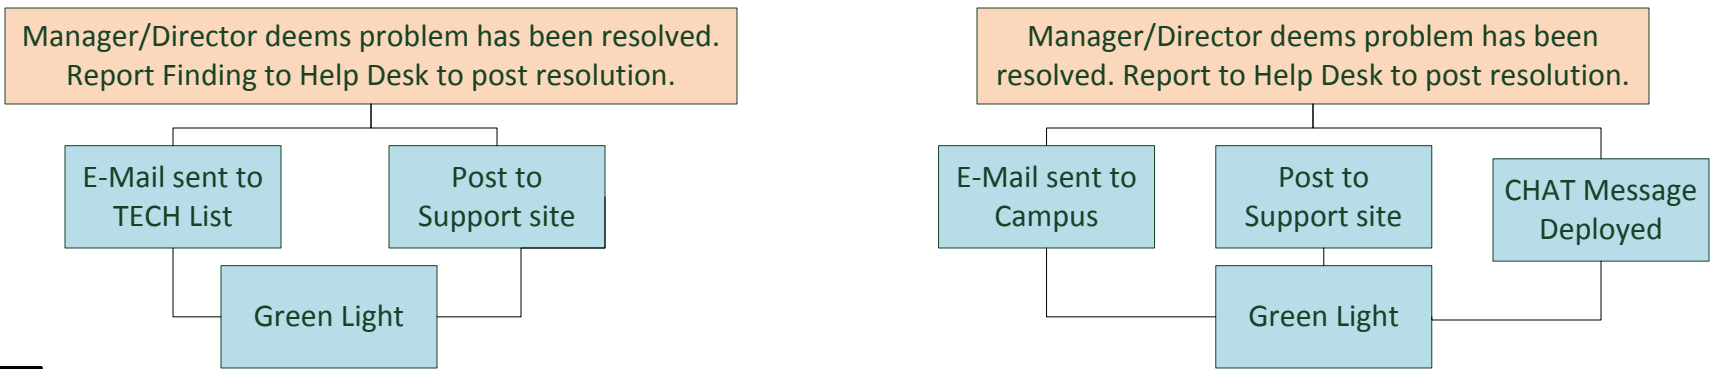 Manager/Director deems problem has been resolved.
Report Finding to Help Desk to post resolution.
E-Mail sent to
TECH List
Post to
Support site
Green Light
Manager/Director deems problem has been
resolved. Report to Help Desk to post resolution.
E-Mail sent to
Campus
Post to
Support site
CHAT Message
Deployed
Green Light